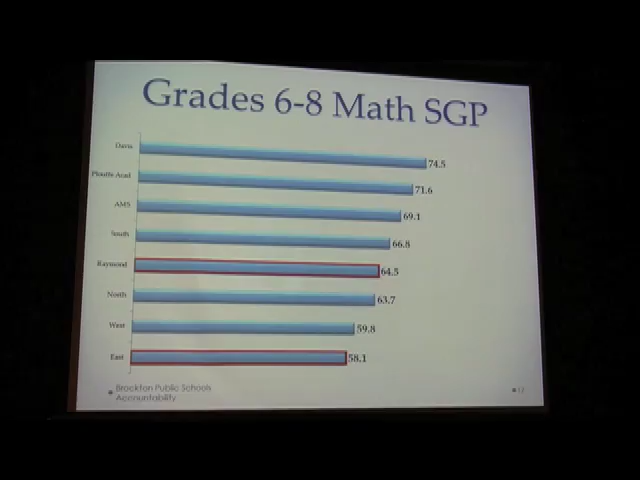 Grades 6-8 Math SGP
Davis 74.5
Plouffe Acad 71.6
AMS 69.1
South 66.8
Raymond 64.5
North 63.7
West 59.8
East 58.1
Brockton Public Schools
Accountability